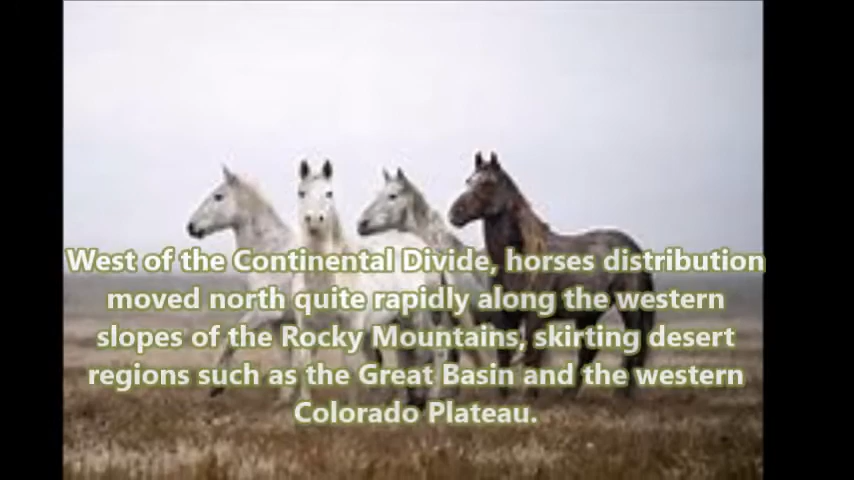 West of the Continental Divide, horses distribution
moved north quite rapidly along the western
slopes of the Rocky Mountains, skirting desert
regions such as the Great Basin and the western
Colorado Plateau.